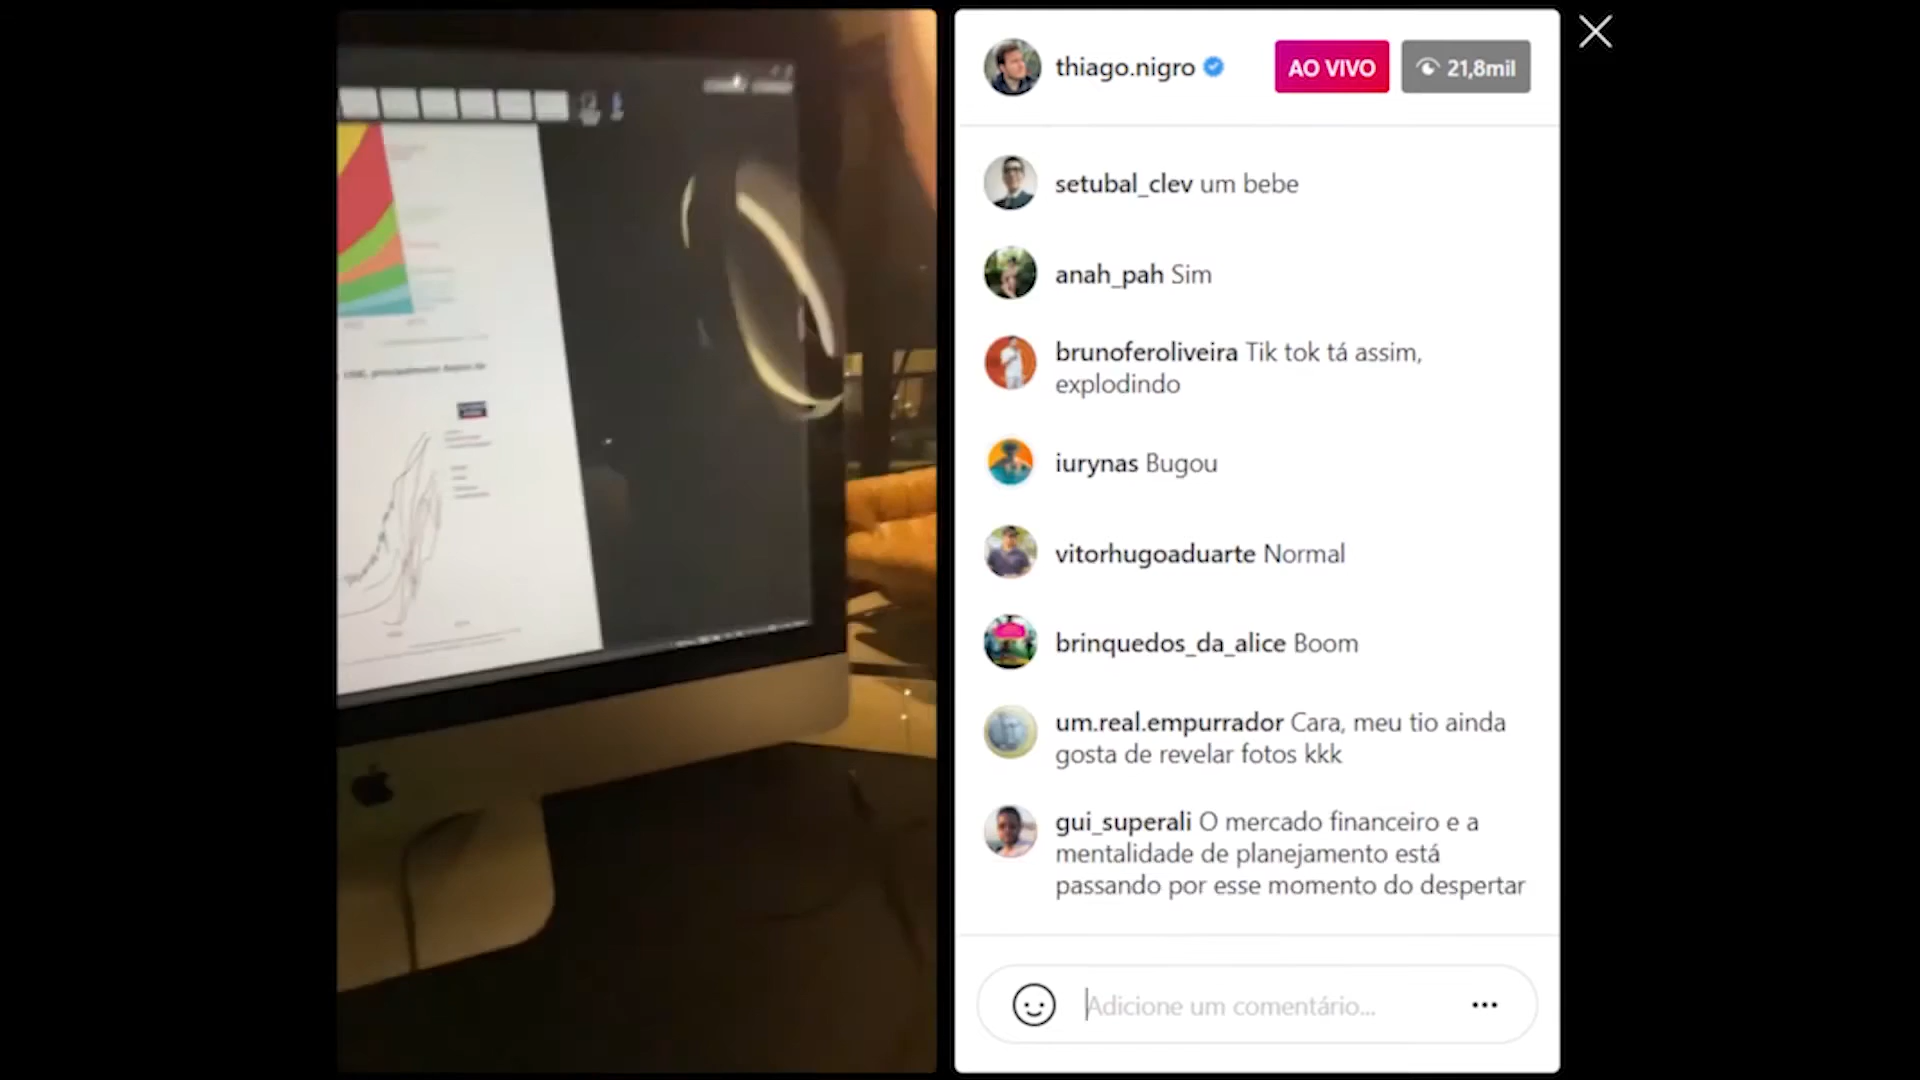 thiago.nigro
AO VIVO
21,8mil
setubal_clev um bebe
anah_pah Sim
brunoferoliveira Tik tok tá assim,
explodindo
iurynas Bugou
vitorhugoaduarte Normal
brinquedos_da_alice Boom
um.real.empurrador Cara, meu tio ainda
gosta de revelar fotos kkk
gui_superali O mercado financeiro e a
mentalidade de planejamento está
passando por esse momento do despertar
Adicione um comentário...